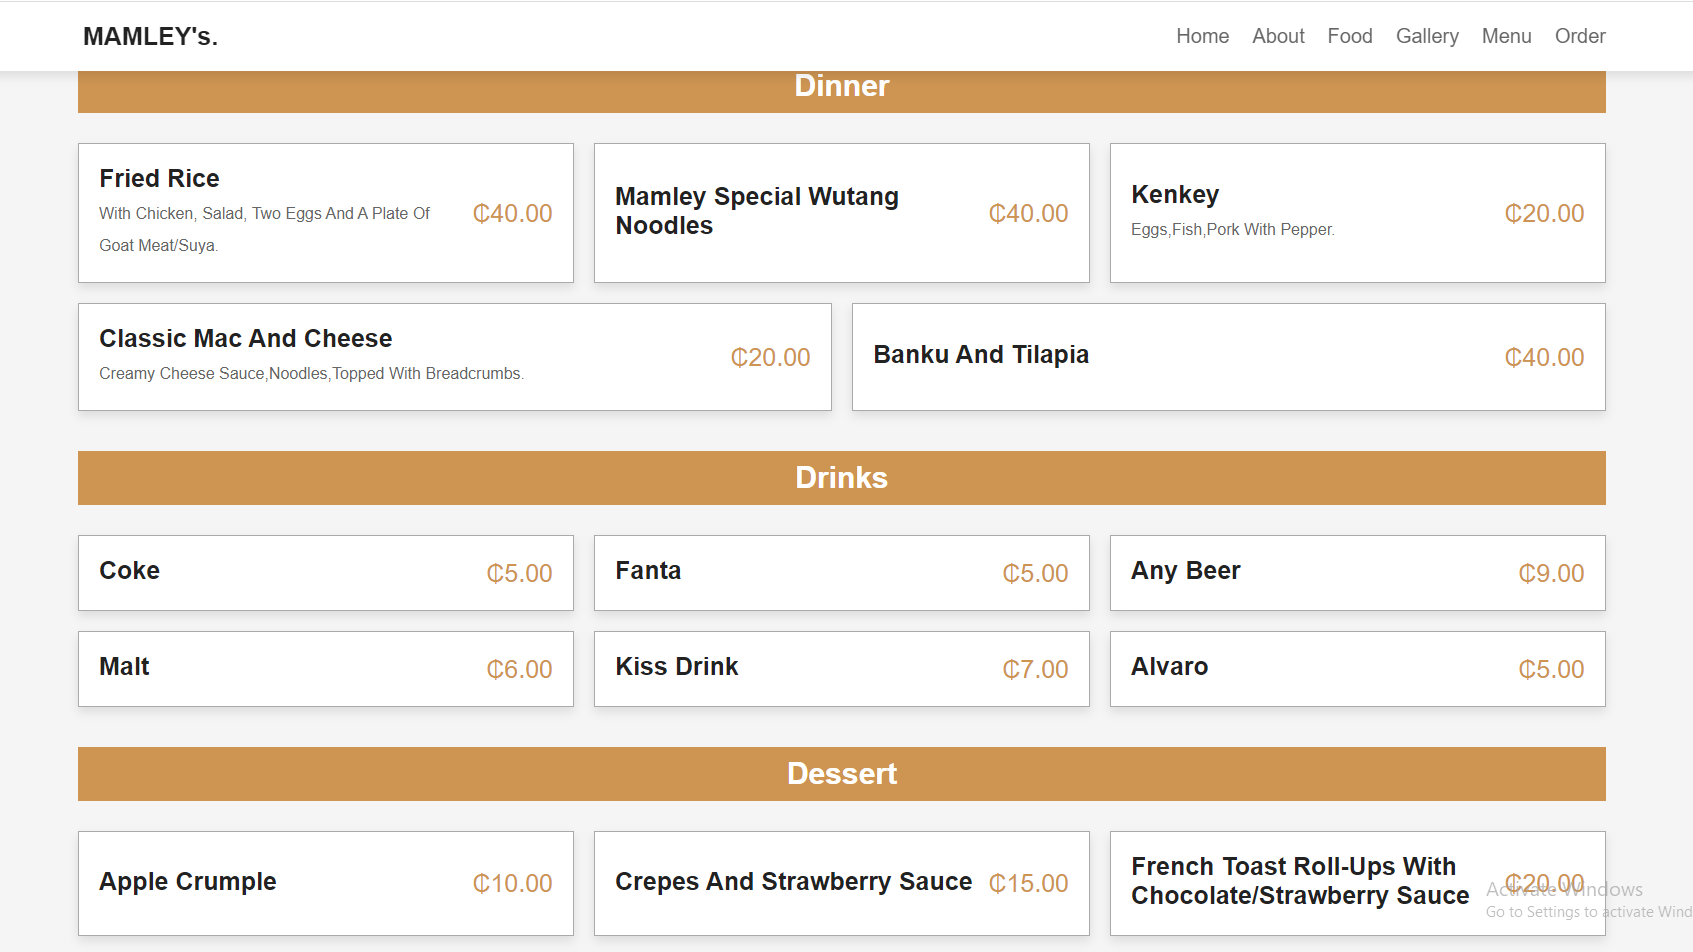 MAMLEY's.
Home About Food Gallery Menu Order
Dinner
Fried Rice
With Chicken, Salad, Two Eggs And A Plate Of
Goat Meat/Suya.
₵40.00
Mamley Special Wutang
Noodles
₵40.00
Kenkey
Eggs,Fish,Pork With Pepper.
₵20.00
Classic Mac And Cheese
Creamy Cheese Sauce,Noodles,Topped With Breadcrumbs.
₵20.00
Banku And Tilapia
₵40.00
Drinks
Coke
₵5.00
Fanta
₵5.00
Any Beer
₵9.00
Malt
₵6.00
Kiss Drink
₵7.00
Alvaro
₵5.00
Dessert
Apple Crumple
₵10.00
Crepes And Strawberry Sauce
₵15.00
French Toast Roll-Ups With
Chocolate/Strawberry Sauce
₵20.00
Activate Windows
Go to Settings to activate Wind